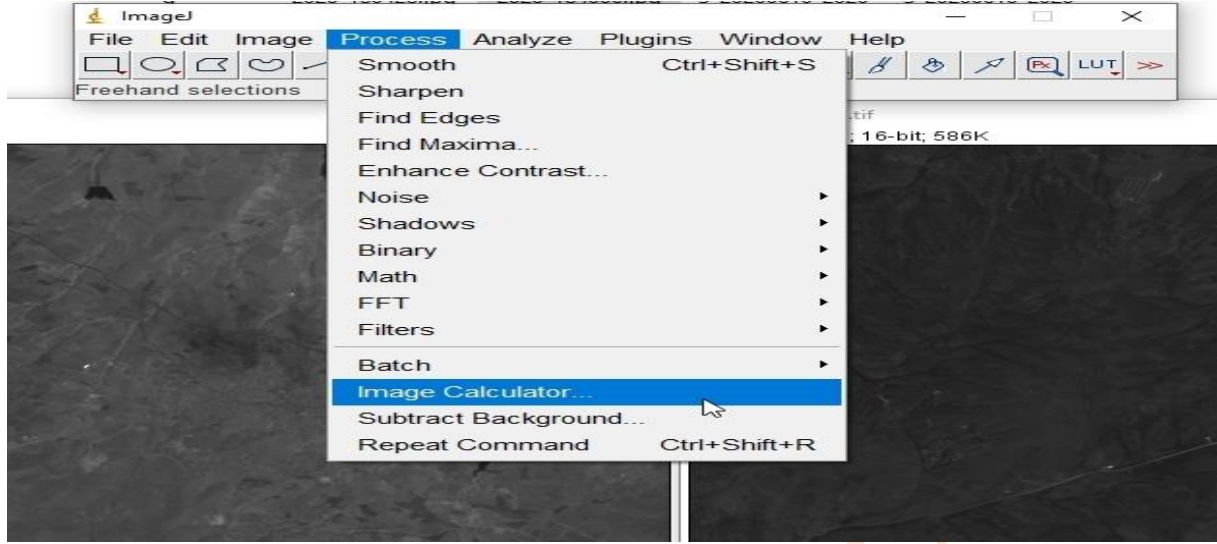 ImageJ
File Edit Image Process Analyze Plugins Window Help
LUT
Freehand selections
Smooth Ctrl+Shift+S
Sharpen
Find Edges
Find Maxima...
Enhance Contrast...
Noise
Shadows
Binary
Math
FFT
Filters
Batch
Image Calculator...
Subtract Background...
Repeat Command Ctrl+Shift+R
.tif
; 16-bit; 586K